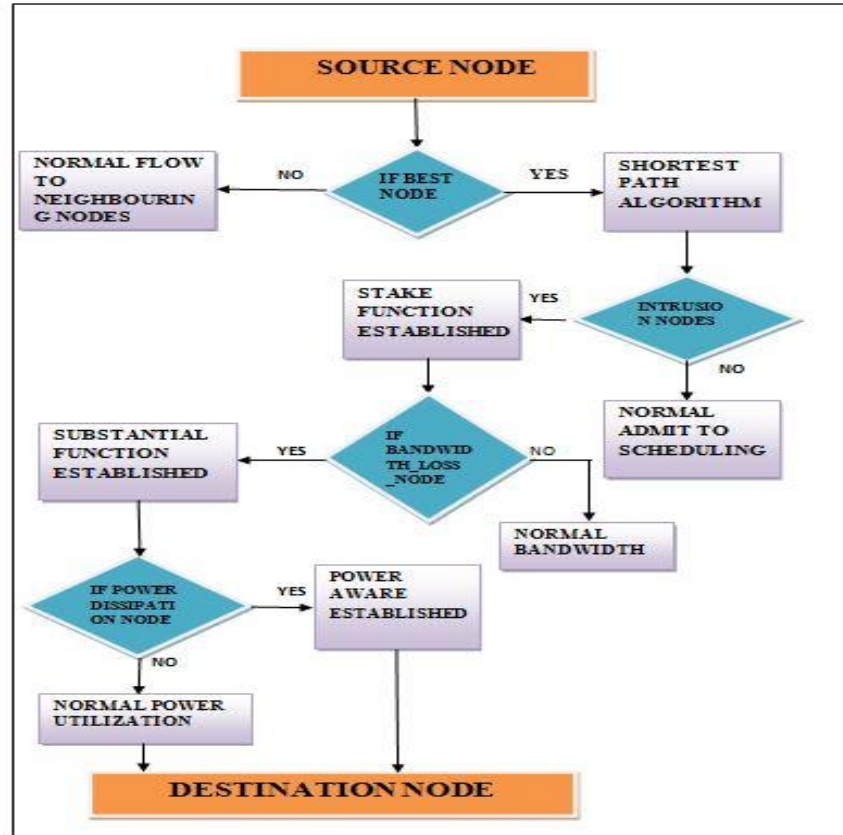 SOURCE NODE
NORMAL FLOW
TO
NEIGHBOURIN
G NODES
NO
IF BEST
NODE
YES
SHORTEST
PATH
ALGORITHM
STAKE
FUNCTION
ESTABLISHED
YES
INTRUSIO
N NODES
NO
NORMAL
ADMIT TO
SCHEDULING
SUBSTANTIAL
FUNCTION
ESTABLISHED
YES
IF
BANDWID
TH_LOSS
_NODE
NO
NORMAL
BANDWIDTH
IF POWER
DISSIPATI
ON NODE
YES
POWER
AWARE
ESTABLISHED
NO
NORMAL POWER
UTILIZATION
DESTINATION NODE